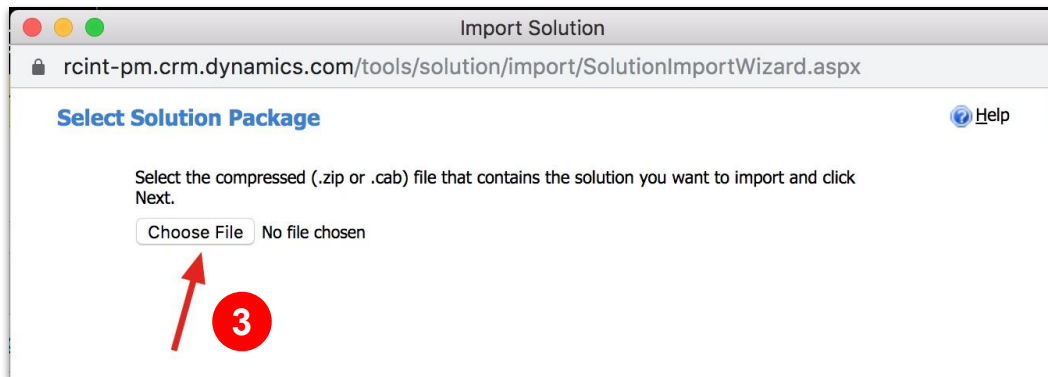 Import Solution
rcint-pm.crm.dynamics.com/tools/solution/import/SolutionImportWizard.aspx
Select Solution Package
Help
Select the compressed (.zip or .cab) file that contains the solution you want to import and click
Next.
Choose File No file chosen
3